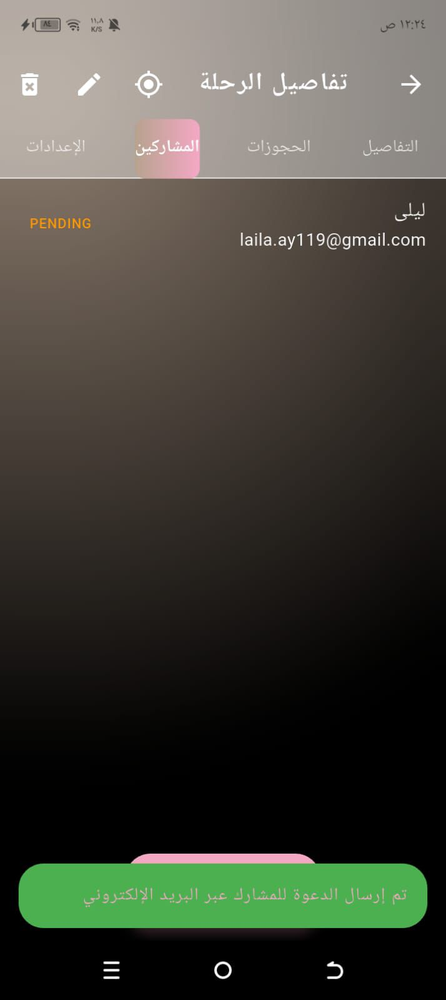 ١٢:٢٤ ص
١١,٨
K/S
٨٤
تفاصيل الرحلة
التفاصيل
الحجوزات
المشاركين
الإعدادات
ليلى
laila.ay119@gmail.com
PENDING
تم إرسال الدعوة للمشارك عبر البريد الإلكتروني